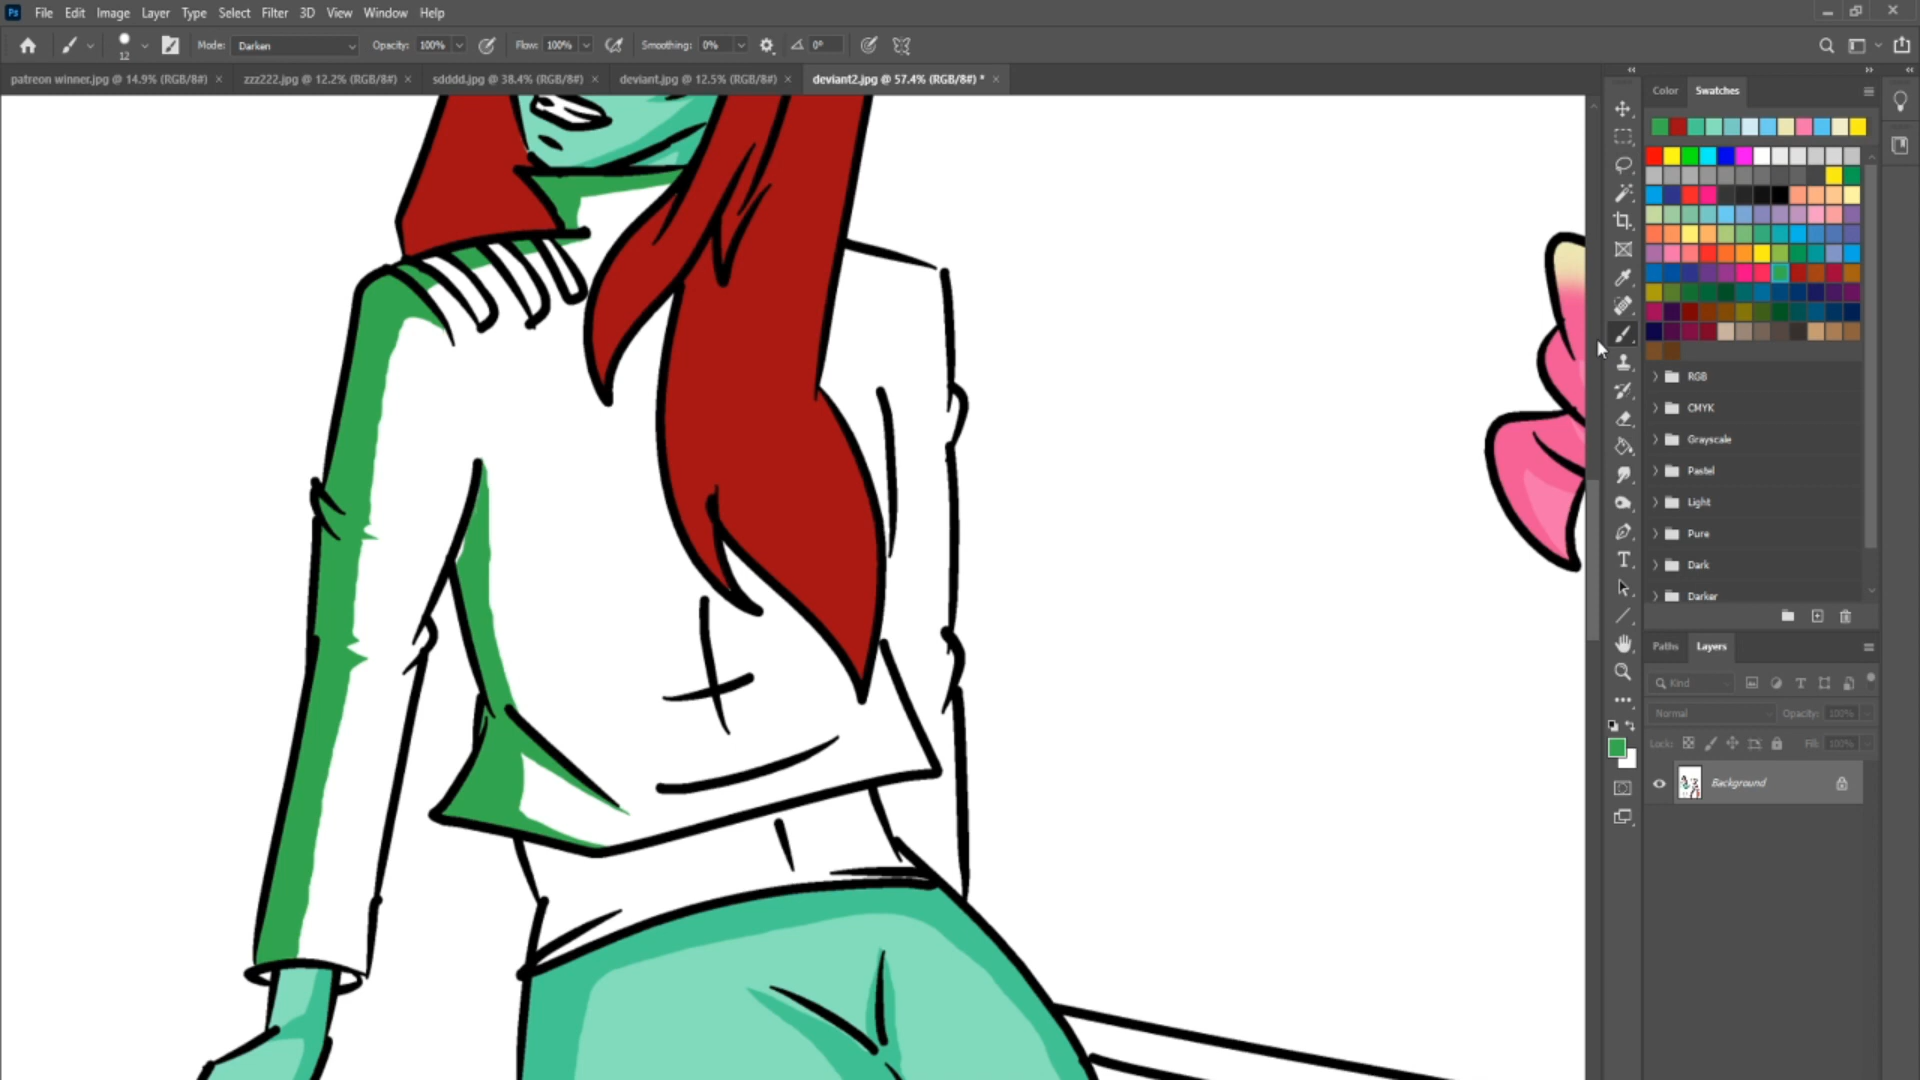 Ps File Edit Image Layer Type Select Filter 3D View Window Help
12 Mode: Darken Opacity: 100% Flow: 100% Smoothing: 0% 0°
patreon winner.jpg @ 14.9% (RGB/8#) × zzz222.jpg @ 12.2% (RGB/8#) × sdddd.jpg @ 38.4% (RGB/8#) × deviant.jpg @ 12.5% (RGB/8#) × deviant2.jpg @ 57.4% (RGB/8#) * ×
Color Swatches
RGB
CMYK
Grayscale
Pastel
Light
Pure
Dark
Darker
Paths Layers
Kind
Normal Opacity: 100%
Lock: Fill: 100%
Background